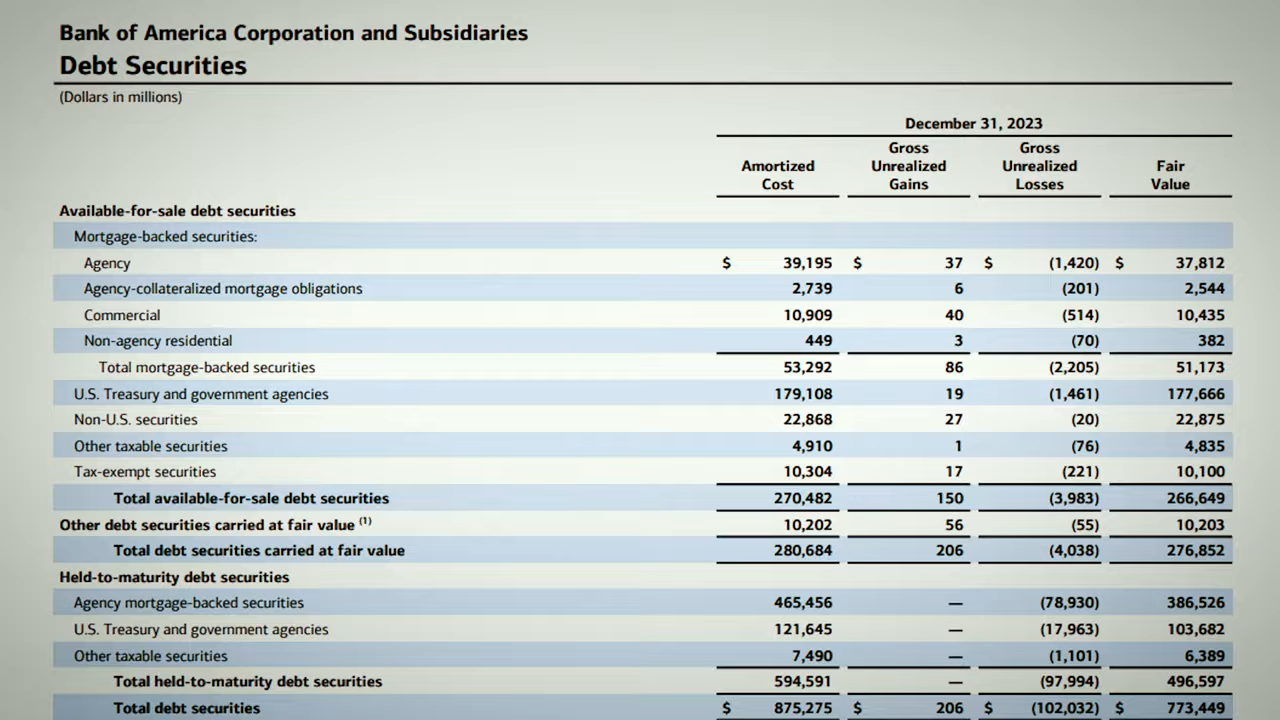 Bank of America Corporation and Subsidiaries
Debt Securities
(Dollars in millions)
December 31, 2023
Amortized Cost Gross Unrealized Gains Gross Unrealized Losses Fair Value
Available-for-sale debt securities
Mortgage-backed securities:
Agency $ 39,195 $ 37 $ (1,420) $ 37,812
Agency-collateralized mortgage obligations 2,739 6 (201) 2,544
Commercial 10,909 40 (514) 10,435
Non-agency residential 449 3 (70) 382
Total mortgage-backed securities 53,292 86 (2,205) 51,173
U.S. Treasury and government agencies 179,108 19 (1,461) 177,666
Non-U.S. securities 22,868 27 (20) 22,875
Other taxable securities 4,910 1 (76) 4,835
Tax-exempt securities 10,304 17 (221) 10,100
Total available-for-sale debt securities 270,482 150 (3,983) 266,649
Other debt securities carried at fair value (1) 10,202 56 (55) 10,203
Total debt securities carried at fair value 280,684 206 (4,038) 276,852
Held-to-maturity debt securities
Agency mortgage-backed securities 465,456 — (78,930) 386,526
U.S. Treasury and government agencies 121,645 — (17,963) 103,682
Other taxable securities 7,490 — (1,101) 6,389
Total held-to-maturity debt securities 594,591 — (97,994) 496,597
Total debt securities $ 875,275 $ 206 $ (102,032) $ 773,449